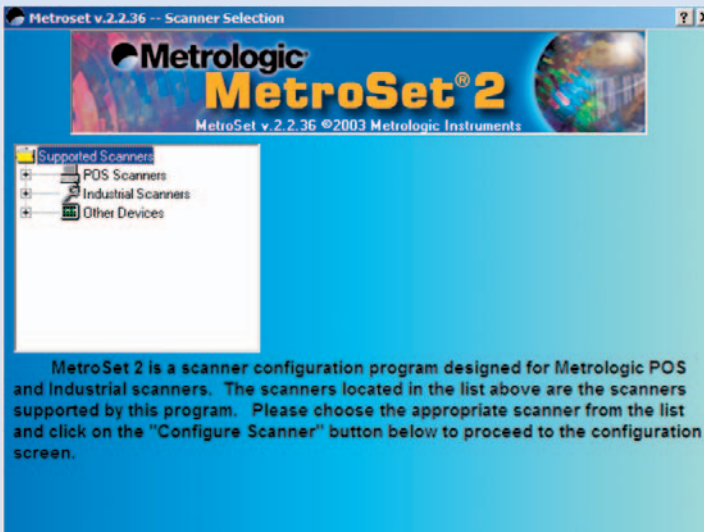 Metroset v.2.2.36 -- Scanner Selection
Metrologic
MetroSet® 2
MetroSet v.2.2.36 ©2003 Metrologic Instruments
Supported Scanners
POS Scanners
Industrial Scanners
Other Devices
MetroSet 2 is a scanner configuration program designed for Metrologic POS
and Industrial scanners. The scanners located in the list above are the scanners
supported by this program. Please choose the appropriate scanner from the list
and click on the "Configure Scanner" button below to proceed to the configuration
screen.